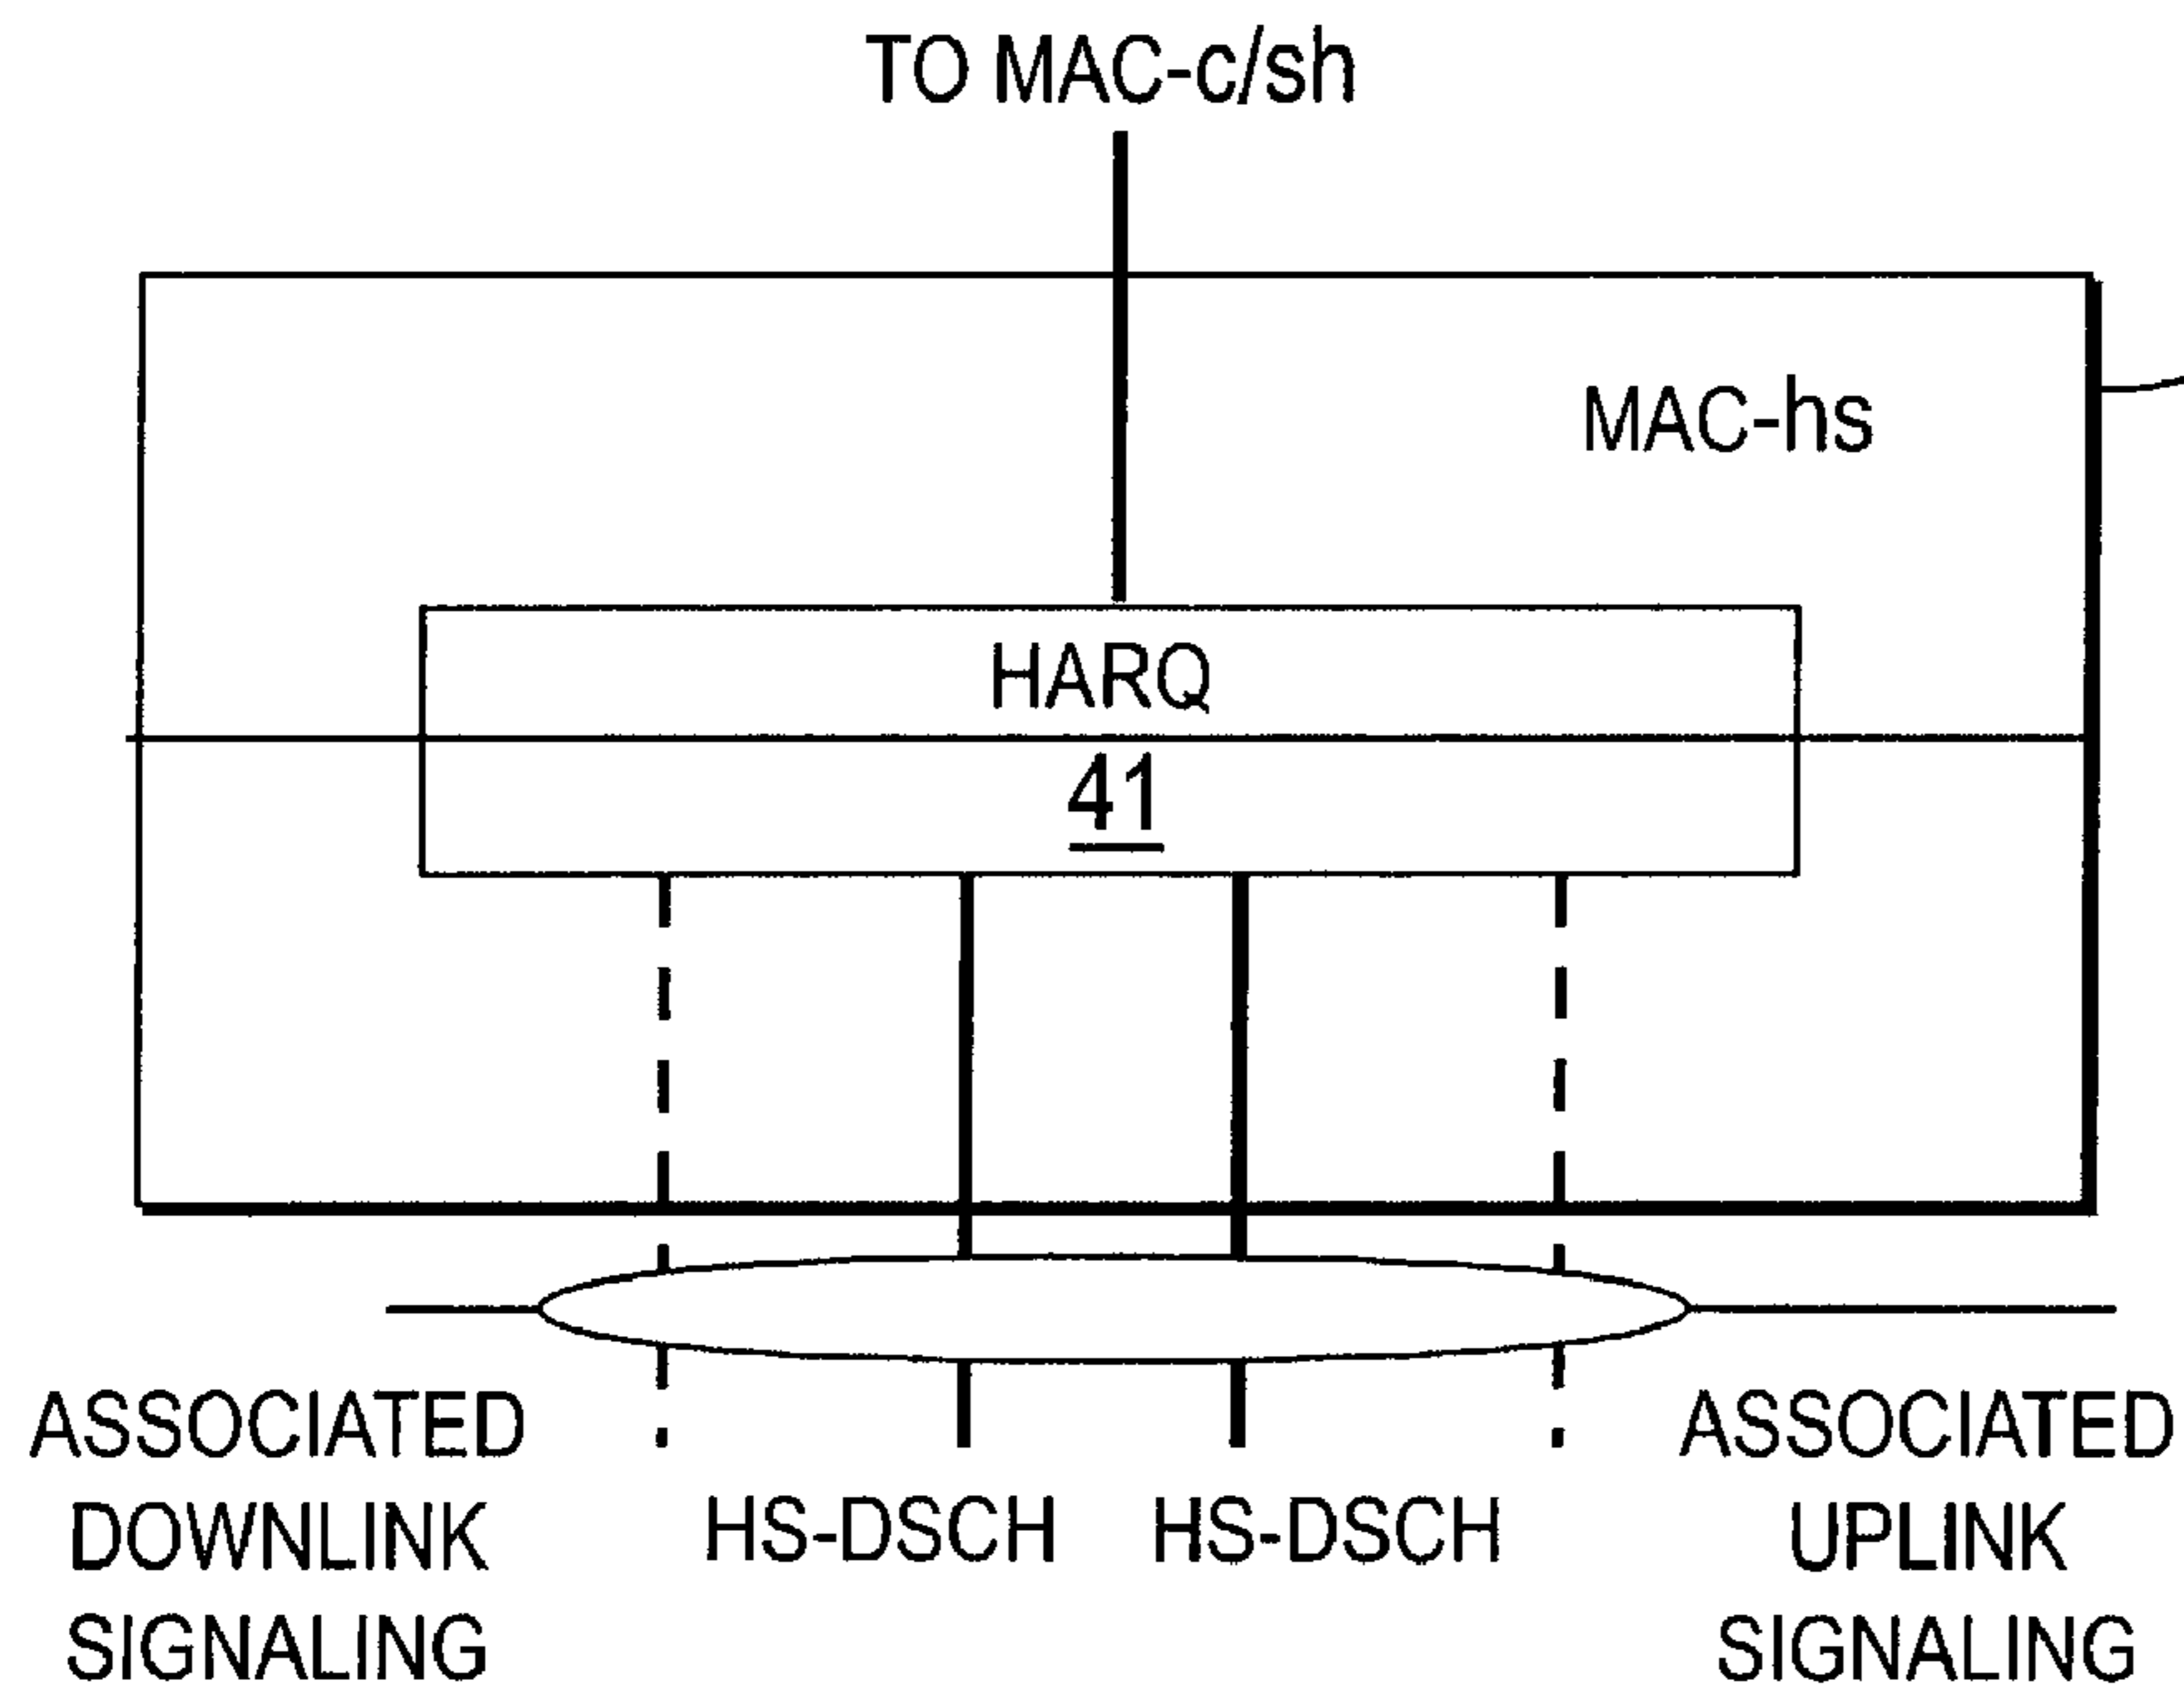 TO MAC-c/sh
MAC-hs
HARQ
41
ASSOCIATED
DOWNLINK
SIGNALING
HS-DSCH
HS-DSCH
ASSOCIATED
UPLINK
SIGNALING